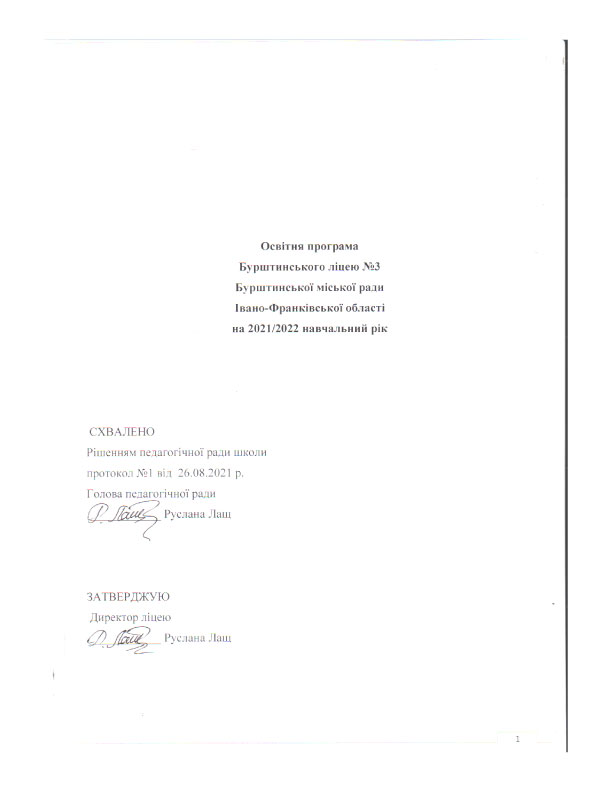 Освітня програма
Бурштинського ліцею №3
Бурштинської міської ради
Івано-Франківської області
на 2021/2022 навчальний рік
СХВАЛЕНО
Рішенням педагогічної ради школи
протокол №1 від 26.08.2021 р.
Голова педагогічної ради
Руслана Лащ
ЗАТВЕРДЖУЮ
Директор ліцею
Руслана Лащ
1